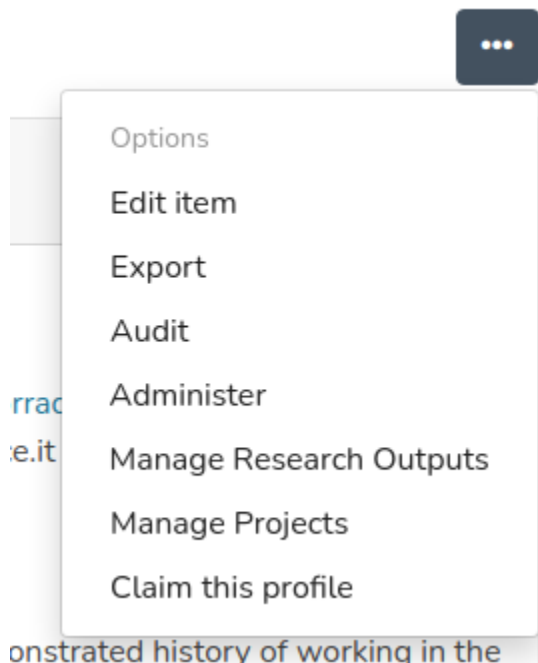 •••
Options
Edit item
Export
Audit
Administer
Manage Research Outputs
Manage Projects
Claim this profile
e.it
history of working in the